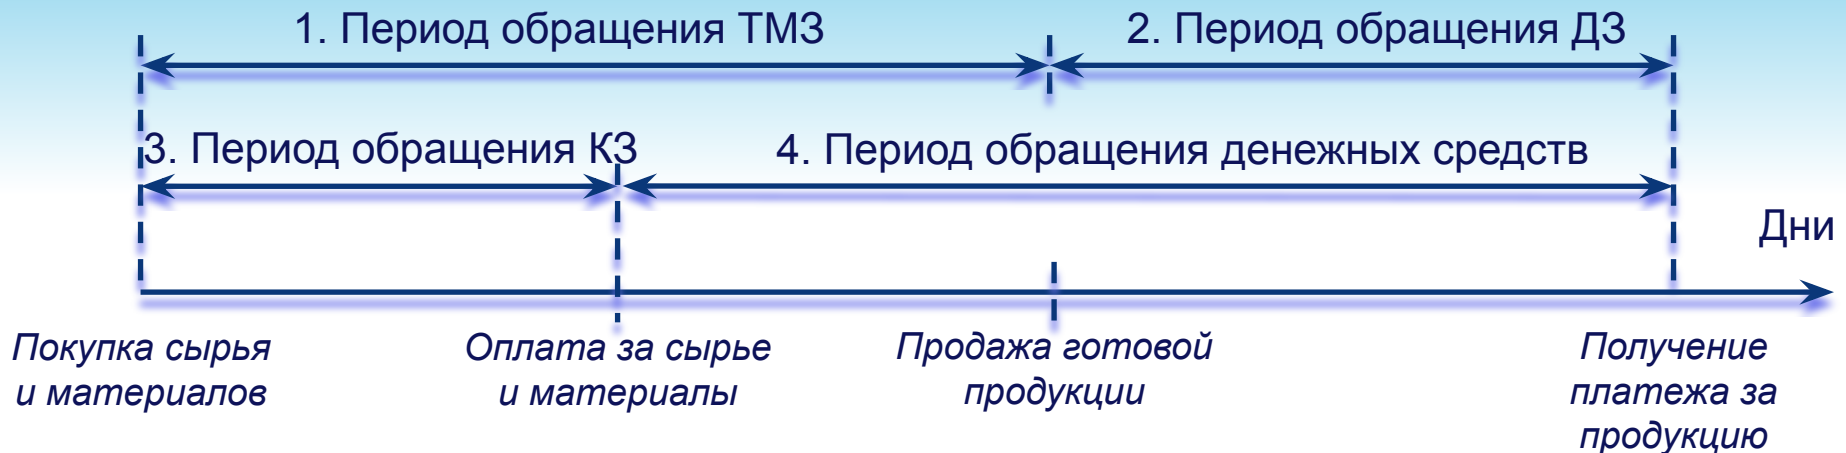 1. Период обращения ТМЗ
2. Период обращения ДЗ
3. Период обращения КЗ
4. Период обращения денежных средств
Дни
Покупка сырья
и материалов
Оплата за сырье
и материалы
Продажа готовой
продукции
Получение
платежа за
продукцию